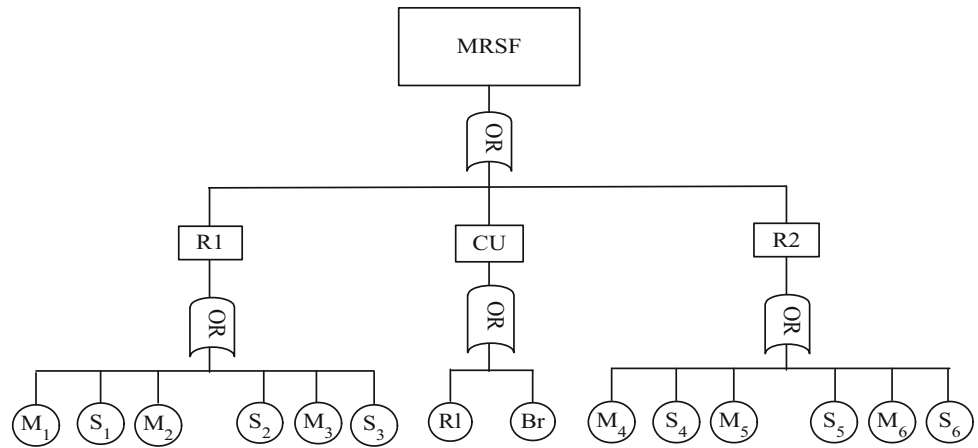 MRSF
OR
R1 CU R2
OR OR OR
M₁ S₁ M₂ S₂ M₃ S₃ Rl Br M₄ S₄ M₅ S₅ M₆ S₆